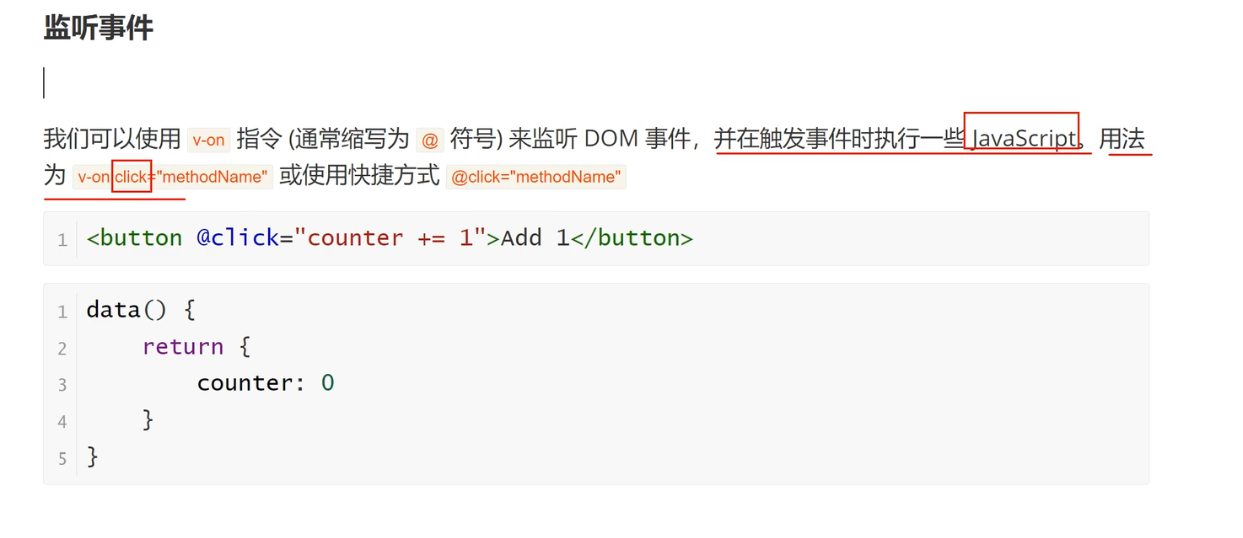 监听事件
我们可以使用 v-on 指令 (通常缩写为 @ 符号) 来监听 DOM 事件，并在触发事件时执行一些 JavaScript。用法
为 v-on:click="methodName" 或使用快捷方式 @click="methodName"
1 <button @click="counter += 1">Add 1</button>
1 data() {
2 return {
3 counter: 0
4 }
5 }